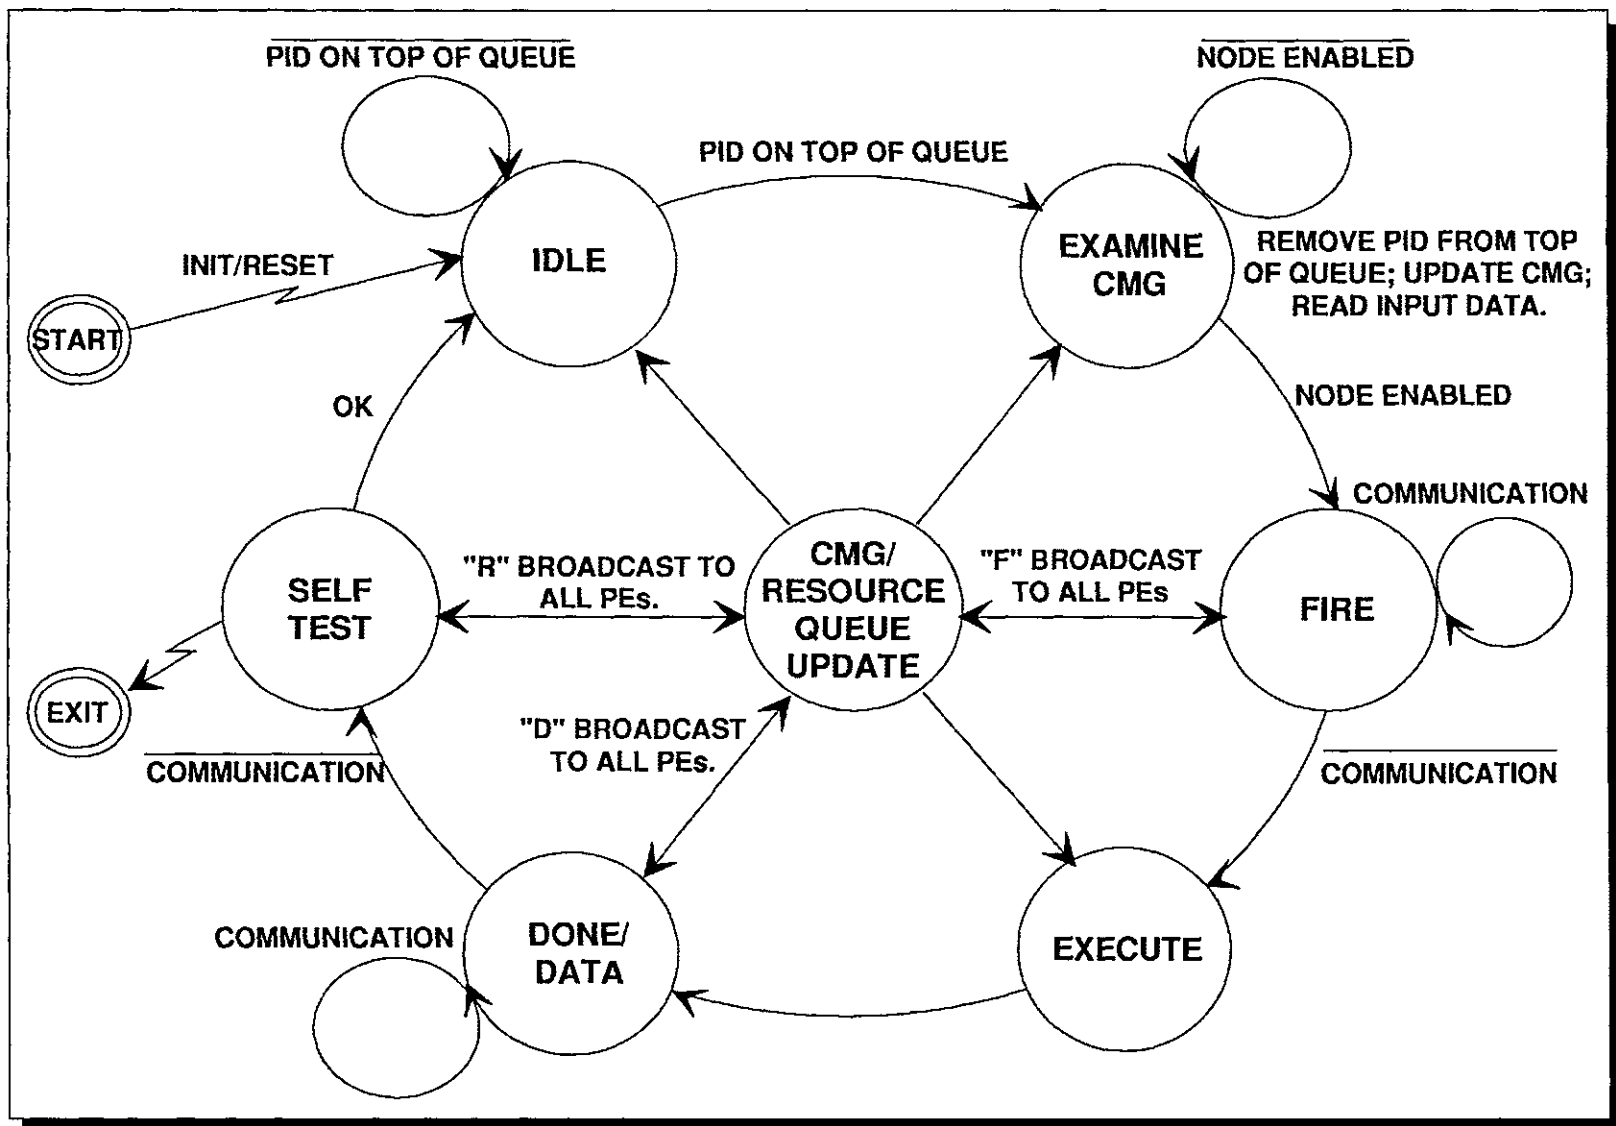 PID ON TOP OF QUEUE
NODE ENABLED
PID ON TOP OF QUEUE
INIT/RESET
IDLE
EXAMINE
CMG
REMOVE PID FROM TOP
OF QUEUE; UPDATE CMG;
READ INPUT DATA.
START
OK
NODE ENABLED
COMMUNICATION
SELF
TEST
"R" BROADCAST TO
ALL PEs.
CMG/
RESOURCE
QUEUE
UPDATE
"F" BROADCAST
TO ALL PEs
FIRE
EXIT
"D" BROADCAST
TO ALL PEs.
COMMUNICATION
COMMUNICATION
COMMUNICATION
DONE/
DATA
EXECUTE